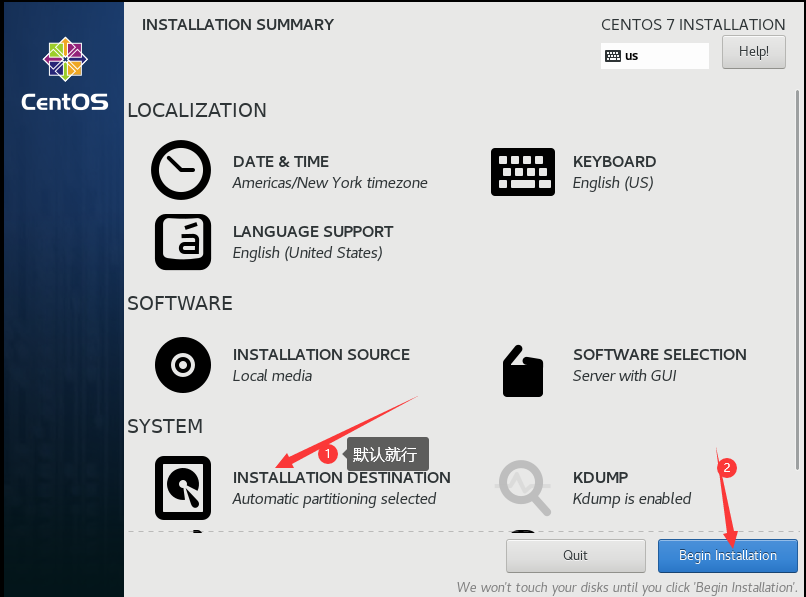 INSTALLATION SUMMARY
CENTOS 7 INSTALLATION
us
Help!
CentOS
LOCALIZATION
DATE & TIME
Americas/New York timezone
KEYBOARD
English (US)
á
LANGUAGE SUPPORT
English (United States)
SOFTWARE
INSTALLATION SOURCE
Local media
SOFTWARE SELECTION
Server with GUI
SYSTEM
1
默认就行
INSTALLATION DESTINATION
Automatic partitioning selected
2
KDUMP
Kdump is enabled
Quit
Begin Installation
We won't touch your disks until you click 'Begin Installation'.